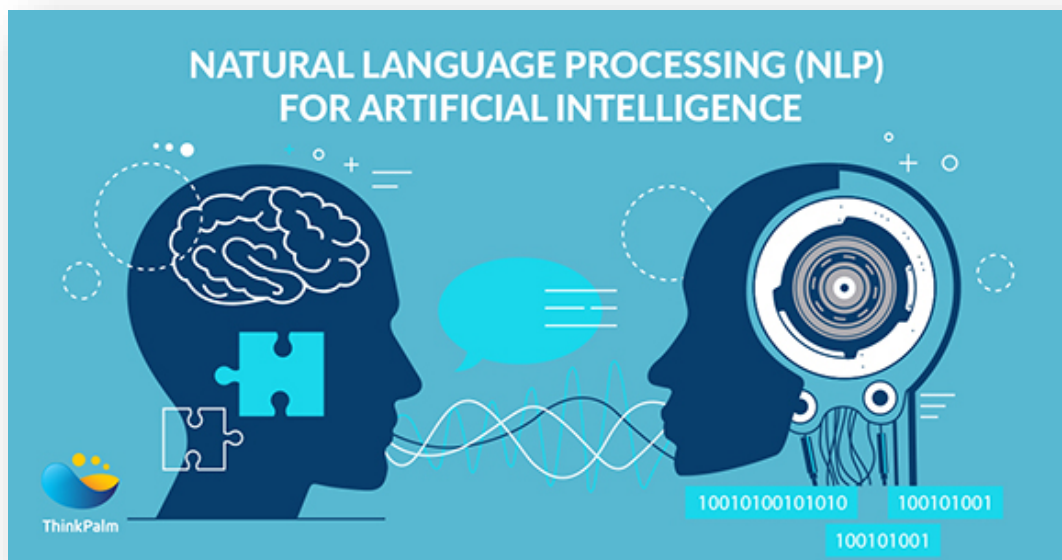 NATURAL LANGUAGE PROCESSING (NLP)
FOR ARTIFICIAL INTELLIGENCE
ThinkPalm
10010100101010
100101001
100101001